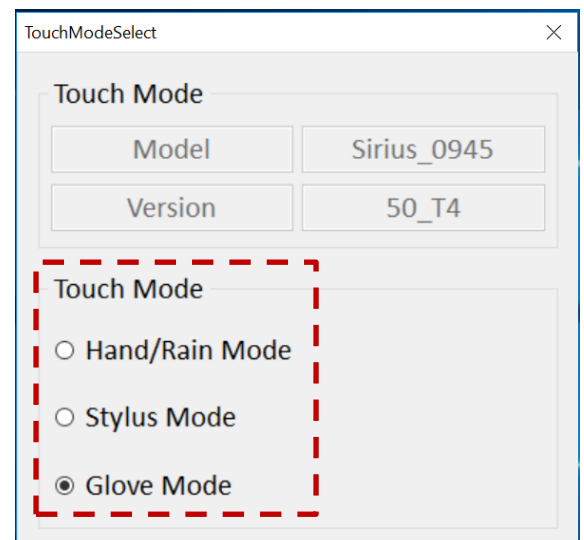 TouchModeSelect
Touch Mode
Model Sirius_0945
Version 50_T4
Touch Mode
Hand/Rain Mode
Stylus Mode
Glove Mode